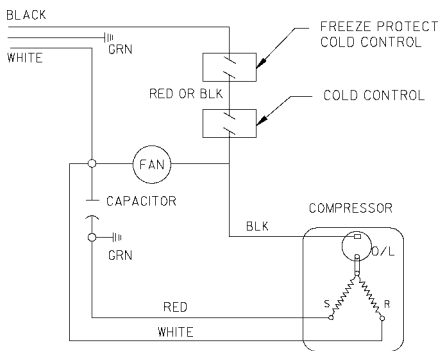 BLACK
GRN
WHITE
FREEZE PROTECT
COLD CONTROL
RED OR BLK
COLD CONTROL
FAN
CAPACITOR
GRN
COMPRESSOR
BLK
O/L
S
R
RED
WHITE